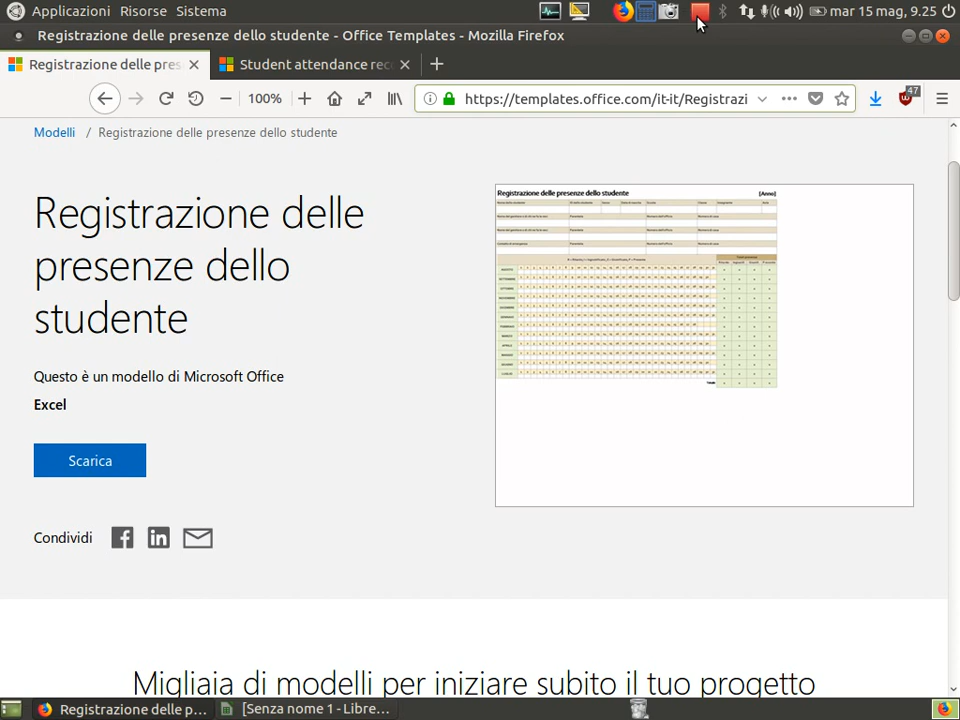 Applicazioni Risorse Sistema
mar 15 mag, 9.25
Registrazione delle presenze dello studente - Office Templates - Mozilla Firefox
Registrazione delle pres
Student attendance rec
100%
https://templates.office.com/it-it/Registrazi
47
Modelli / Registrazione delle presenze dello studente
Registrazione delle
presenze dello
studente
Questo è un modello di Microsoft Office
Excel
Scarica
Condividi
Registrazione delle presenze dello studente
[Anno]
Migliaia di modelli per iniziare subito il tuo progetto
Registrazione delle p...
[Senza nome 1 - Libre...